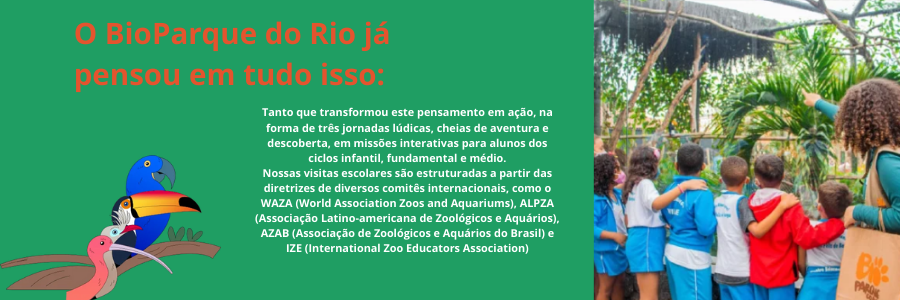 O BioParque do Rio já
pensou em tudo isso:
Tanto que transformou este pensamento em ação, na
forma de três jornadas lúdicas, cheias de aventura e
descoberta, em missões interativas para alunos dos
ciclos infantil, fundamental e médio.
Nossas visitas escolares são estruturadas a partir das
diretrizes de diversos comitês internacionais, como o
WAZA (World Association Zoos and Aquariums), ALPZA
(Associação Latino-americana de Zoológicos e Aquários),
AZAB (Associação de Zoológicos e Aquários do Brasil) e
IZE (International Zoo Educators Association)
Bio
PARQUE